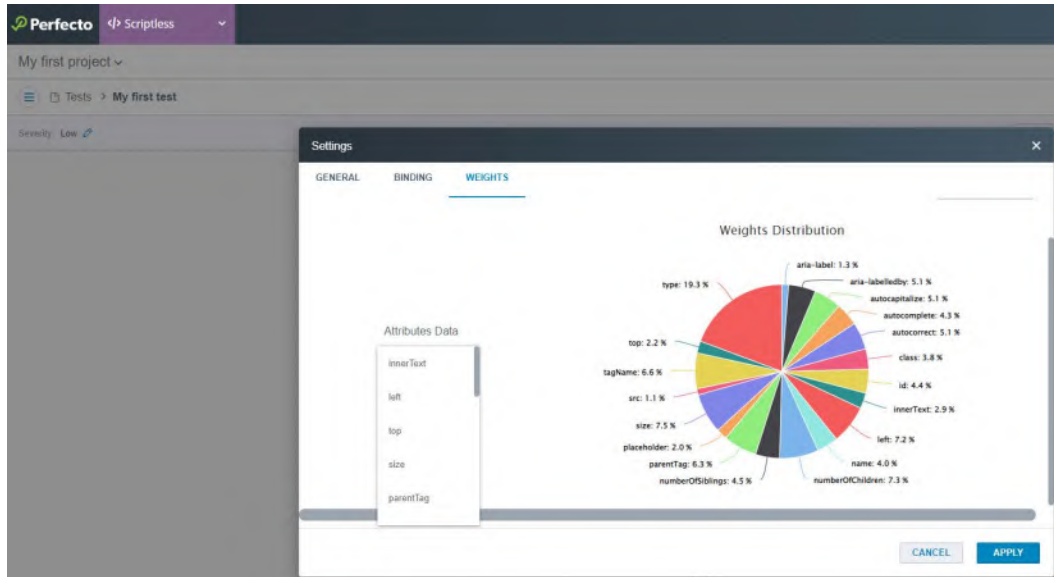 Perfecto </> Scriptless
My first project
Tests > My first test
Severity Low
Settings
GENERAL BINDING WEIGHTS
Weights Distribution
aria-label: 1.3 %
type: 19.3 %
aria-labelledby: 5.1 %
autocapitalize: 5.1 %
autocomplete: 4.3 %
autocorrect: 5.1 %
top: 2.2 %
class: 3.8 %
tagName: 6.6 %
id: 4.4 %
src: 1.1 %
innerText: 2.9 %
size: 7.5 %
left: 7.2 %
placeholder: 2.0 %
parentTag: 6.3 %
name: 4.0 %
numberOfSiblings: 4.5 %
numberOfChildren: 7.3 %
Attributes Data
innerText
left
top
size
parentTag
CANCEL APPLY